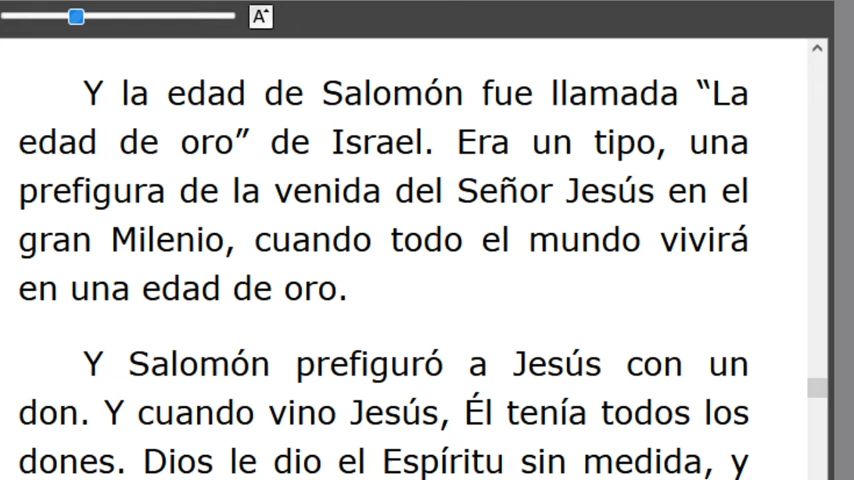 A
Y la edad de Salomón fue llamada “La
edad de oro” de Israel. Era un tipo, una
prefigura de la venida del Señor Jesús en el
gran Milenio, cuando todo el mundo vivirá
en una edad de oro.
Y Salomón prefiguró a Jesús con un
don. Y cuando vino Jesús, Él tenía todos los
dones. Dios le dio el Espíritu sin medida, y